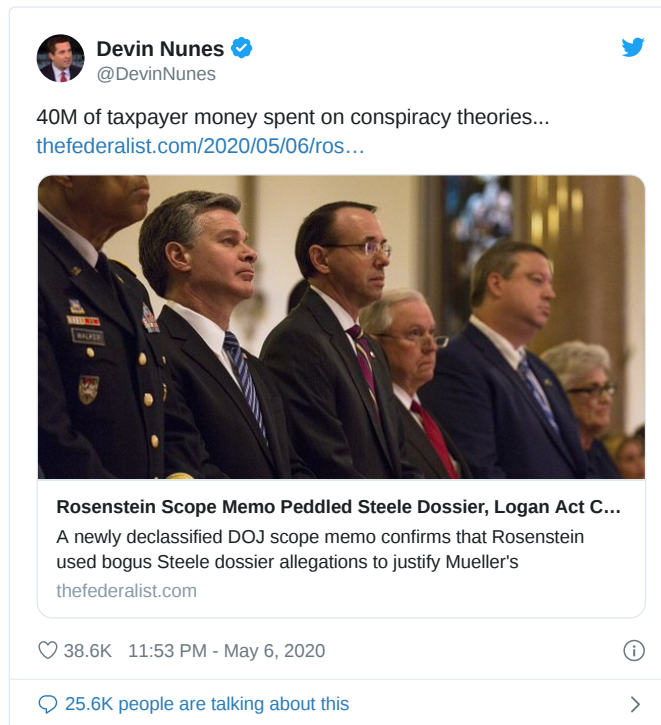 Devin Nunes
@DevinNunes
40M of taxpayer money spent on conspiracy theories...
thefederalist.com/2020/05/06/ros…
WALKER
Rosenstein Scope Memo Peddled Steele Dossier, Logan Act C…
A newly declassified DOJ scope memo confirms that Rosenstein
used bogus Steele dossier allegations to justify Mueller's
thefederalist.com
38.6K 11:53 PM - May 6, 2020
25.6K people are talking about this